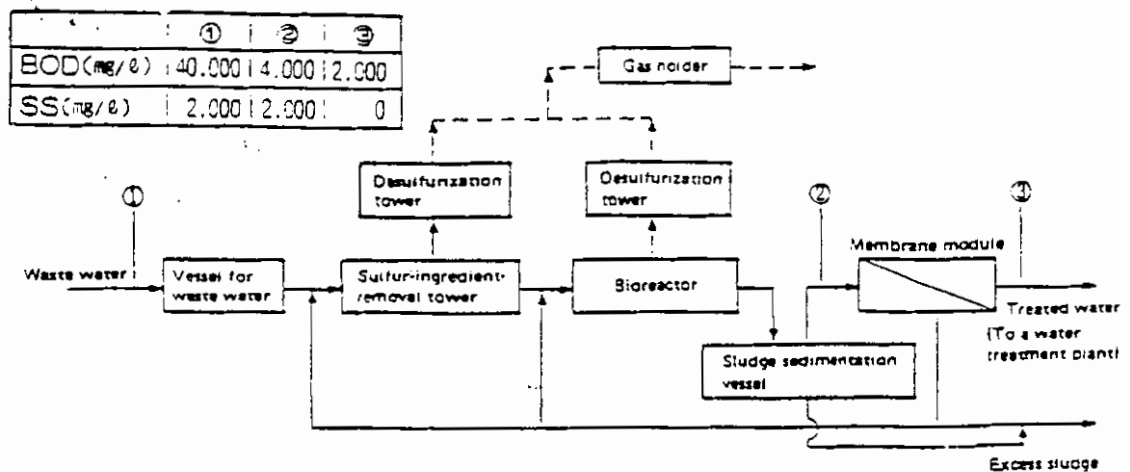 ① ② ③
BOD(mg/ℓ) 40.000 4.000 2.000
SS(mg/ℓ) 2.000 2.000 0
Gas holder
Desulfurization
tower
Desulfurization
tower
①
②
③
Membrane module
Waste water
Vessel for
waste water
Sulfur-ingredient-
removal tower
Bioreactor
Treated water
(To a water
treatment plant)
Sludge sedimentation
vessel
Excess sludge